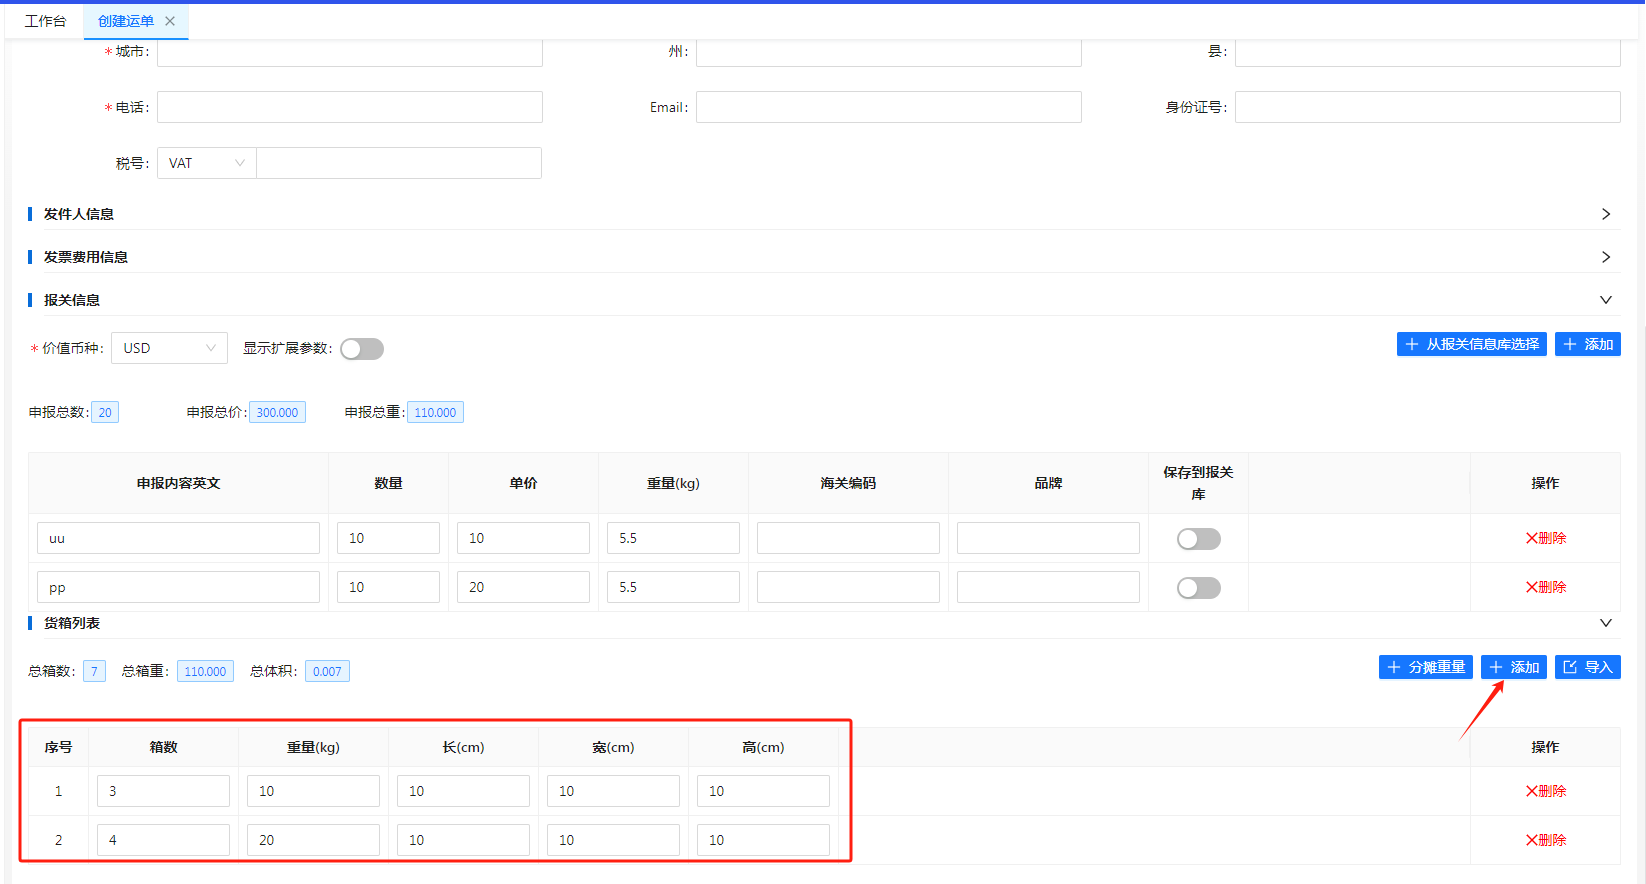 工作台 创建运单
* 城市: 州: 县:
* 电话: Email: 身份证号:
税号: VAT
发件人信息
发票费用信息
报关信息
* 价值币种: USD 显示扩展参数: 从报关信息库选择 添加
申报总数: 20 申报总价: 300.000 申报总重: 110.000
申报内容英文 数量 单价 重量(kg) 海关编码 品牌 保存到报关库 操作
uu 10 10 5.5 删除
pp 10 20 5.5 删除
货箱列表
总箱数: 7 总箱重: 110.000 总体积: 0.007 分摊重量 添加 导入
序号 箱数 重量(kg) 长(cm) 宽(cm) 高(cm) 操作
1 3 10 10 10 10 删除
2 4 20 10 10 10 删除